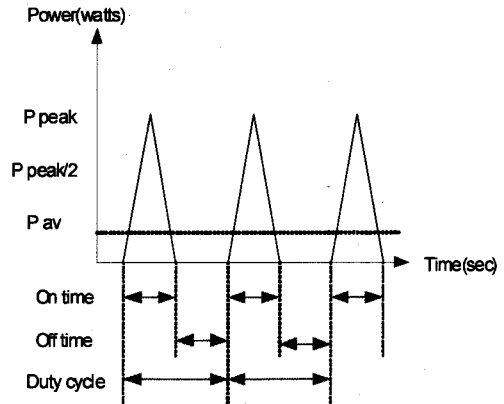 Power(watts)
P peak
P peak/2
P av
Time(sec)
On time
Off time
Duty cycle